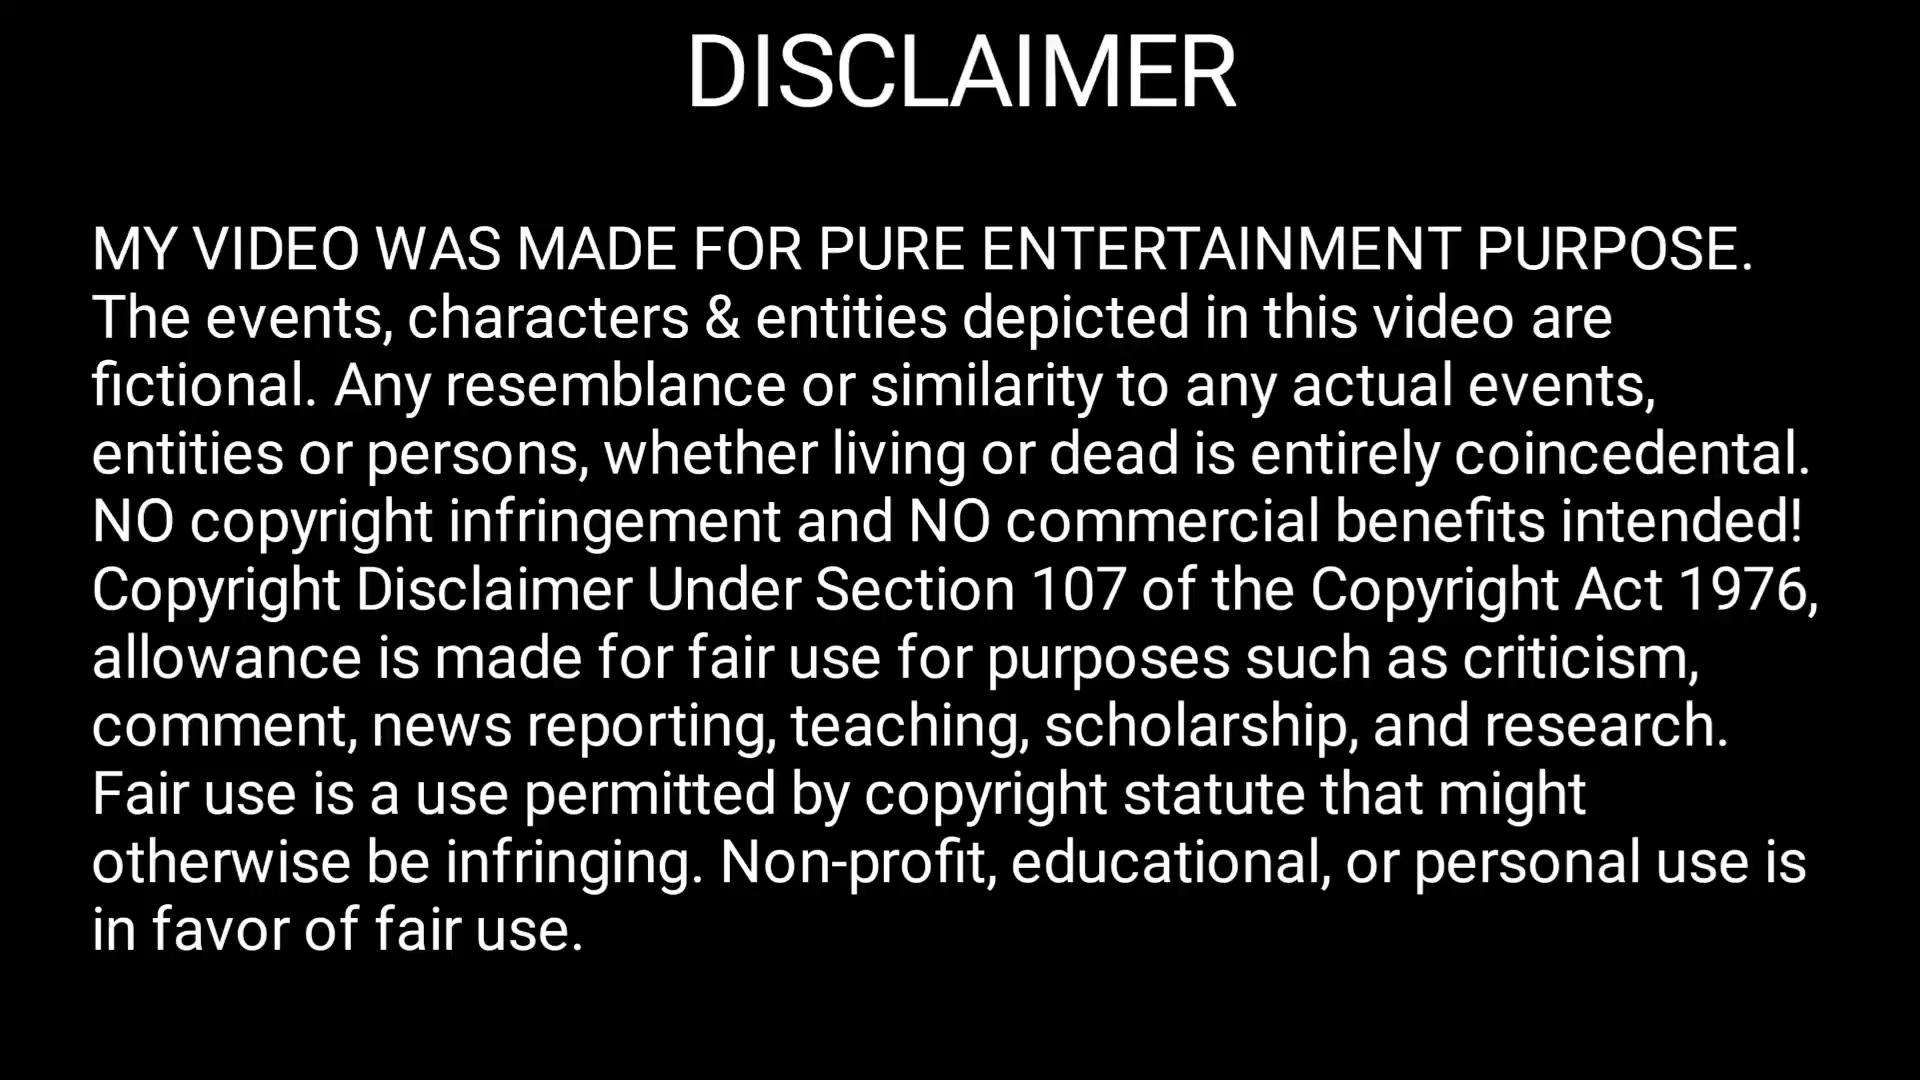 DISCLAIMER
MY VIDEO WAS MADE FOR PURE ENTERTAINMENT PURPOSE.
The events, characters & entities depicted in this video are
fictional. Any resemblance or similarity to any actual events,
entities or persons, whether living or dead is entirely coincedental.
NO copyright infringement and NO commercial benefits intended!
Copyright Disclaimer Under Section 107 of the Copyright Act 1976,
allowance is made for fair use for purposes such as criticism,
comment, news reporting, teaching, scholarship, and research.
Fair use is a use permitted by copyright statute that might
otherwise be infringing. Non-profit, educational, or personal use is
in favor of fair use.